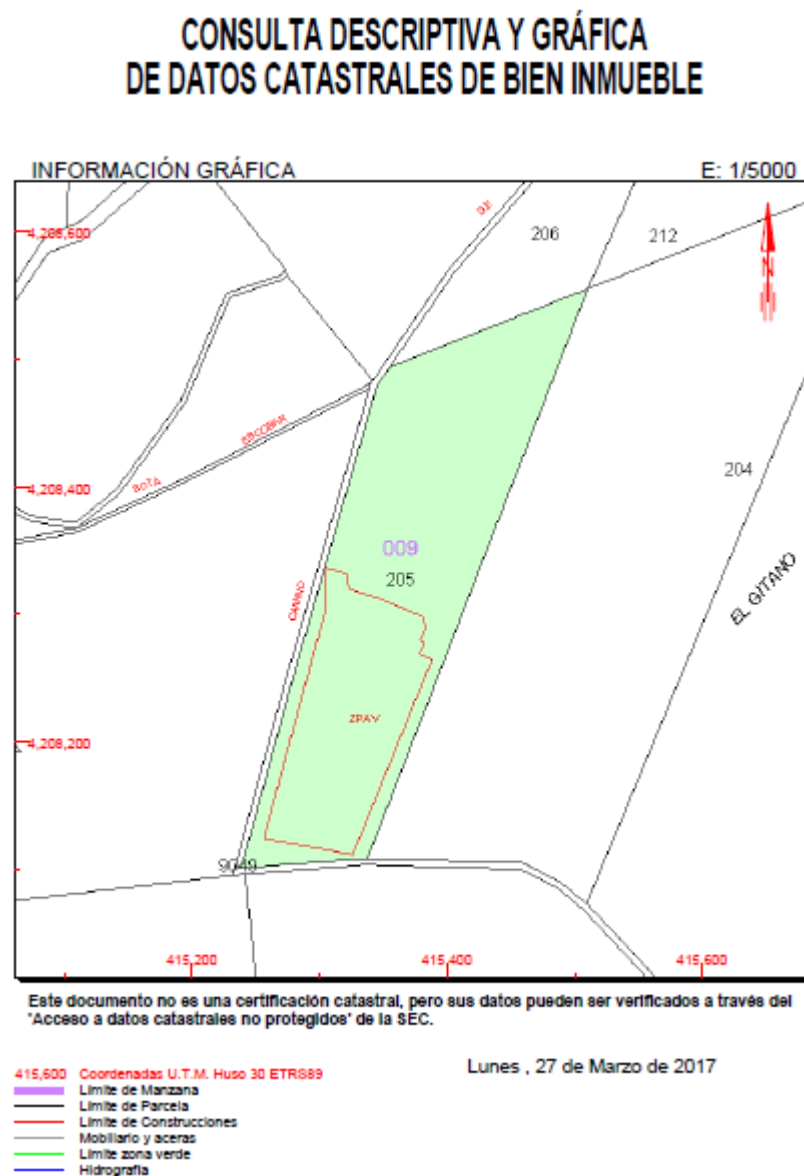 CONSULTA DESCRIPTIVA Y GRÁFICA
DE DATOS CATASTRALES DE BIEN INMUEBLE
INFORMACIÓN GRÁFICA
E: 1/5000
DEL
206
212
4,208,600
N
ESCOBAR
BOTA
204
4,208,400
009
205
EL GITANO
CAMINO
ZPAV
4,208,200
9049
415,200
415,400
415,600
Este documento no es una certificación catastral, pero sus datos pueden ser verificados a través del
"Acceso a datos catastrales no protegidos" de la SEC.
415,600 Coordenadas U.T.M. Huso 30 ETRS89
Lunes , 27 de Marzo de 2017
Límite de Manzana
Límite de Parcela
Límite de Construcciones
Mobiliario y aceras
Límite zona verde
Hidrografía